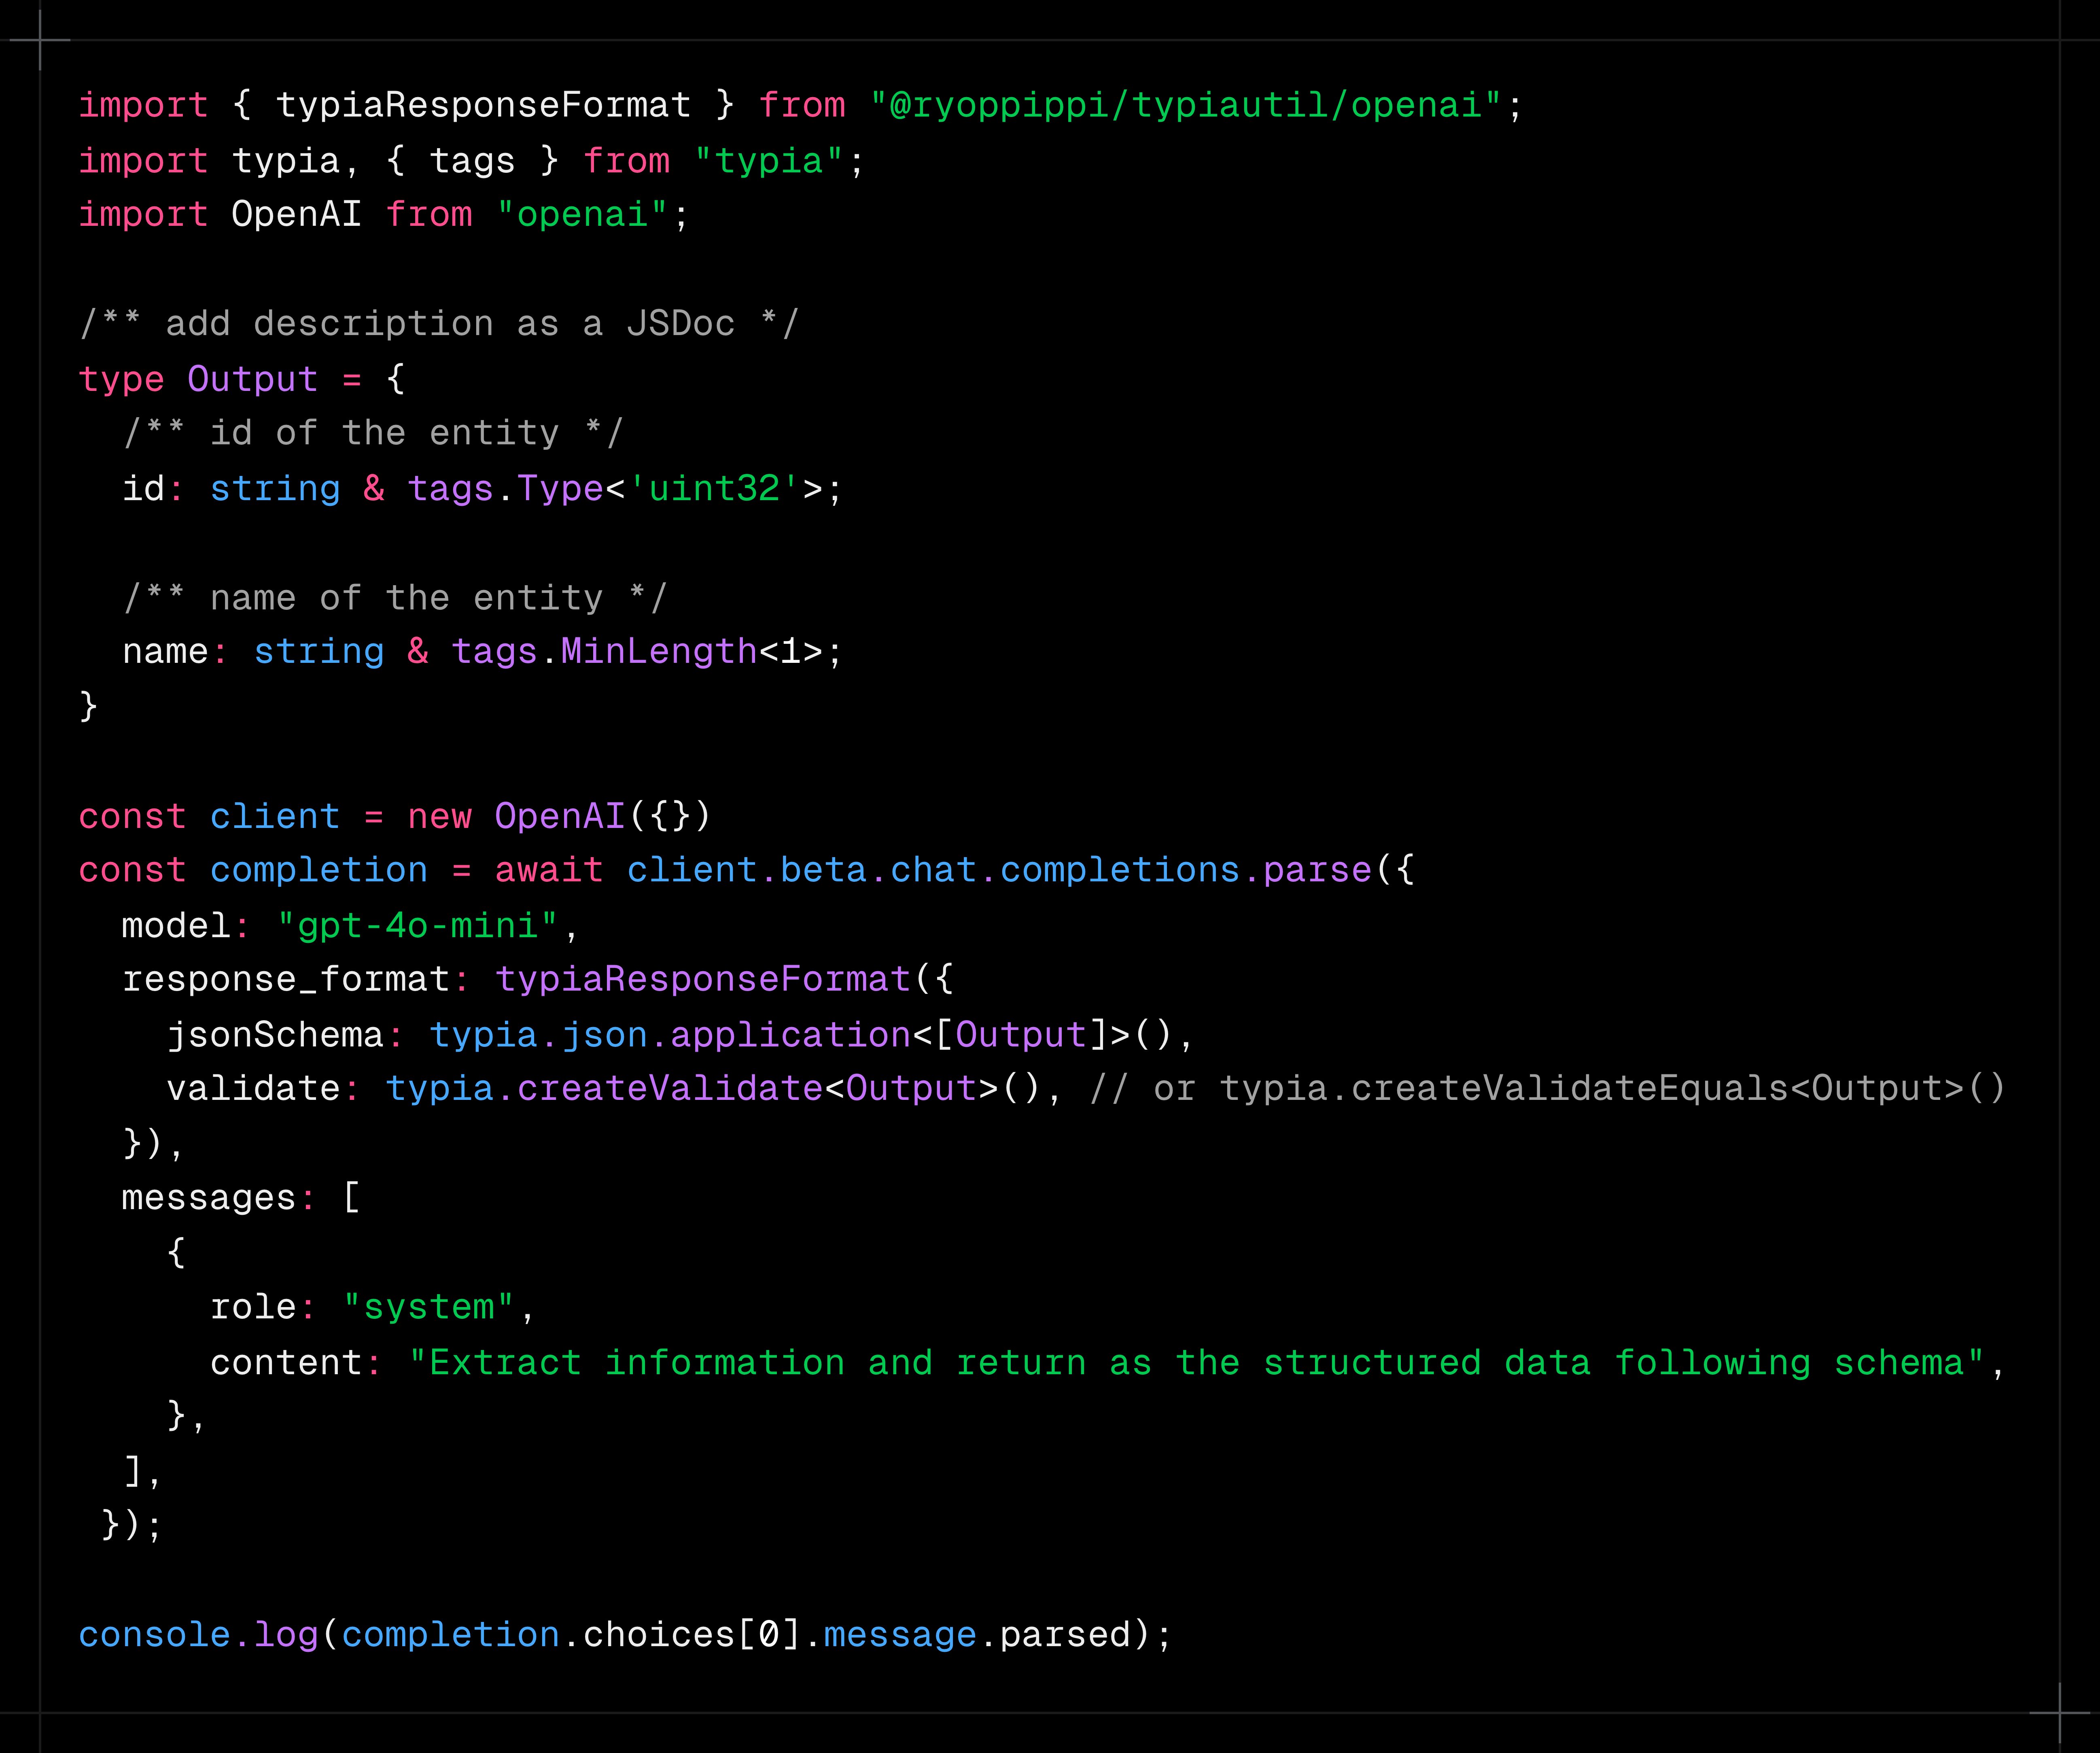 import { typiaResponseFormat } from "@ryoppippi/typiautil/openai";
import typia, { tags } from "typia";
import OpenAI from "openai";

/** add description as a JSDoc */
type Output = {
  /** id of the entity */
  id: string & tags.Type<'uint32'>;

  /** name of the entity */
  name: string & tags.MinLength<1>;
}

const client = new OpenAI({})
const completion = await client.beta.chat.completions.parse({
  model: "gpt-4o-mini",
  response_format: typiaResponseFormat({
    jsonSchema: typia.json.application<[Output]>(),
    validate: typia.createValidate<Output>(), // or typia.createValidateEquals<Output>()
  }),
  messages: [
    {
      role: "system",
      content: "Extract information and return as the structured data following schema",
    },
  ],
 });

console.log(completion.choices[0].message.parsed);